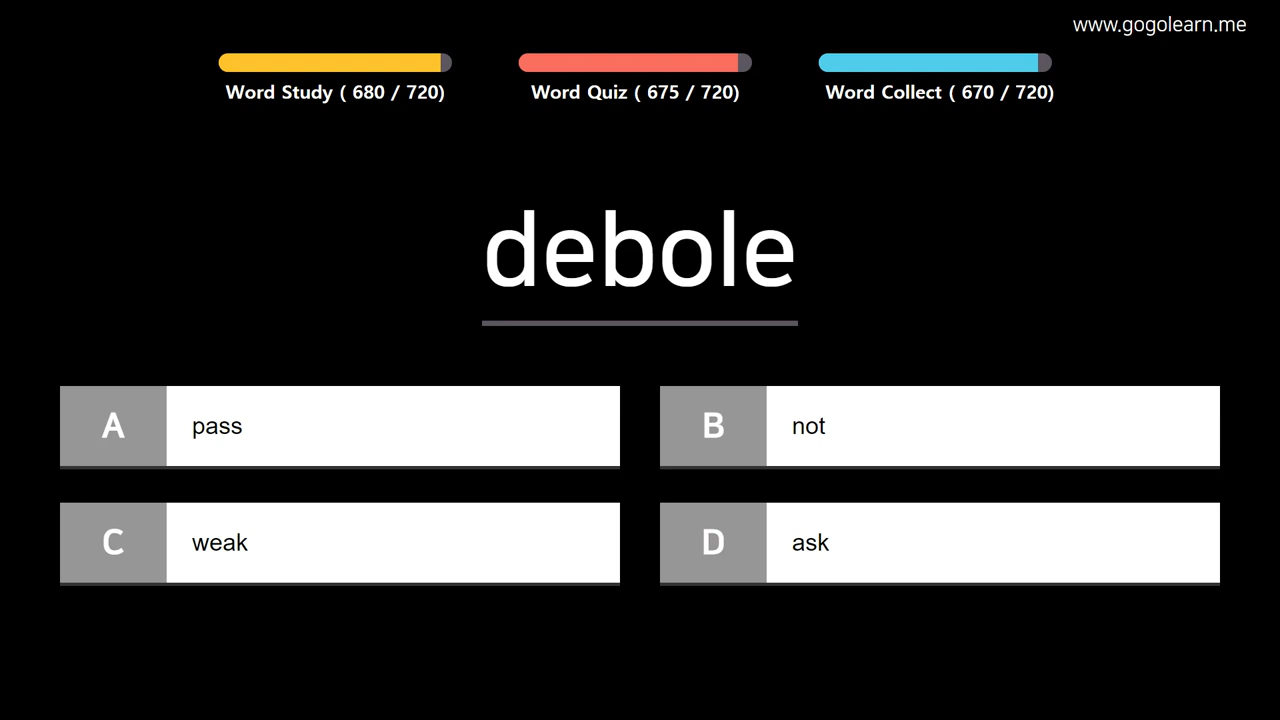 www.gogolearn.me
Word Study ( 680 / 720)
Word Quiz ( 675 / 720)
Word Collect ( 670 / 720)
debole
A pass
B not
C weak
D ask